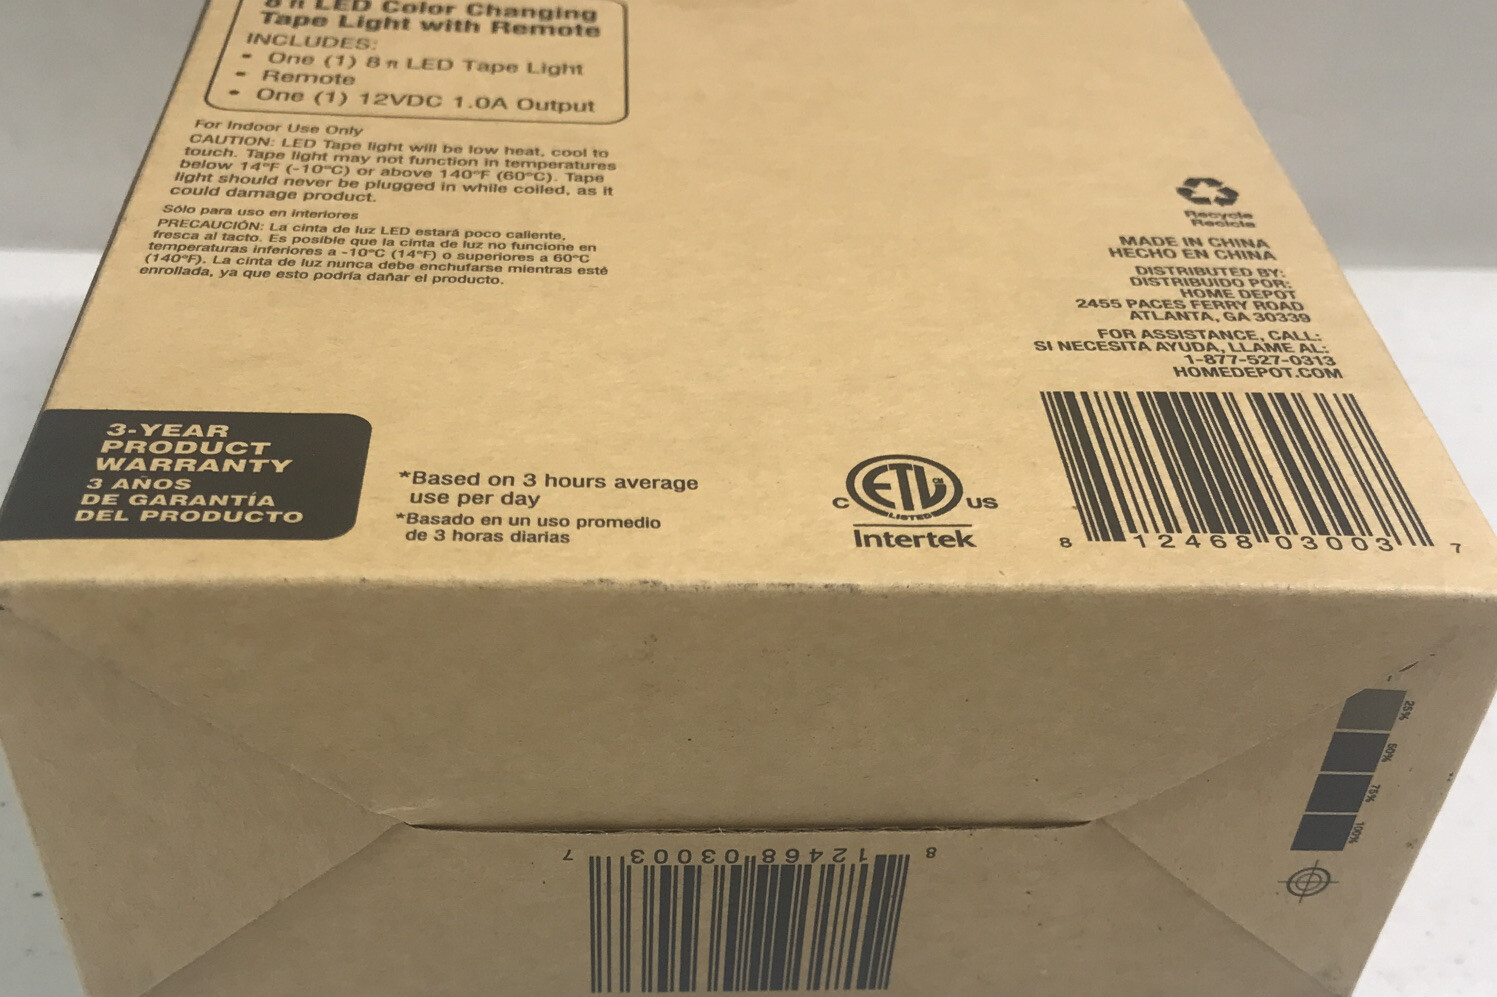 8 ft LED Color Changing
Tape Light with Remote
INCLUDES:
• One (1) 8 ft LED Tape Light
• Remote
• One (1) 12VDC 1.0A Output
For Indoor Use Only
CAUTION: LED Tape light will be low heat, cool to
touch. Tape light may not function in temperatures
below 14°F (-10°C) or above 140°F (60°C). Tape
light should never be plugged in while coiled, as it
could damage product.
Sólo para uso en interiores
PRECAUCIÓN: La cinta de luz LED estará poco caliente,
fresca al tacto. Es posible que la cinta de luz no funcione en
temperaturas inferiores a -10°C (14°F) o superiores a 60°C
(140°F). La cinta de luz nunca debe enchufarse mientras esté
enrollada, ya que esto podría dañar el producto.
Recycle
Recicle
MADE IN CHINA
HECHO EN CHINA
DISTRIBUTED BY:
DISTRIBUIDO POR:
HOME DEPOT
2455 PACES FERRY ROAD
ATLANTA, GA 30339
FOR ASSISTANCE, CALL:
SI NECESITA AYUDA, LLAME AL:
1-877-527-0313
HOMEDEPOT.COM
3-YEAR
PRODUCT
WARRANTY
3 AÑOS
DE GARANTÍA
DEL PRODUCTO
*Based on 3 hours average
use per day
*Basado en un uso promedio
de 3 horas diarias
C ETL CM US
LISTED
Intertek
8 12468 03003 7
25%
50%
75%
100%
8 12468 03003 7